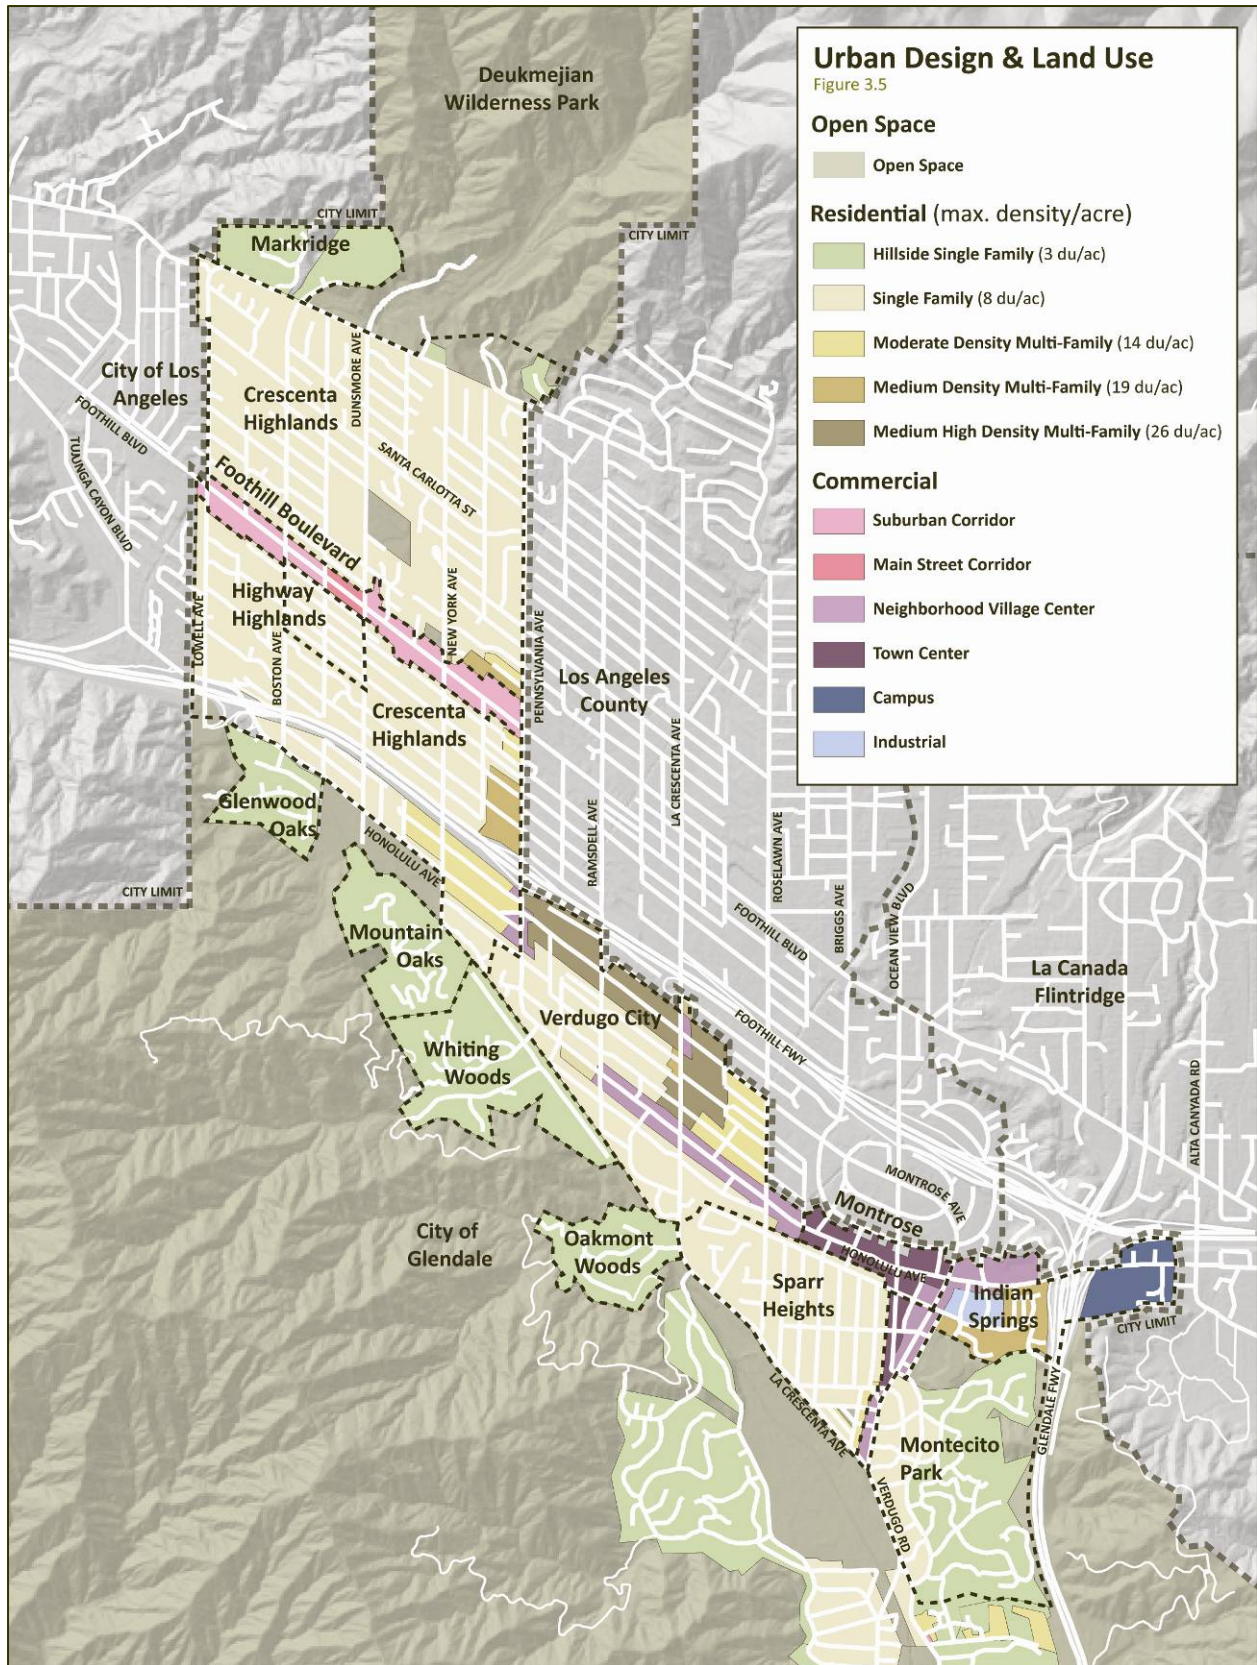 Urban Design & Land Use
Figure 3.5
Open Space
Open Space
Residential (max. density/acre)
Hillside Single Family (3 du/ac)
Single Family (8 du/ac)
Moderate Density Multi-Family (14 du/ac)
Medium Density Multi-Family (19 du/ac)
Medium High Density Multi-Family (26 du/ac)
Commercial
Suburban Corridor
Main Street Corridor
Neighborhood Village Center
Town Center
Campus
Industrial
Deukmejian
Wilderness Park
CITY LIMIT
Markridge
CITY LIMIT
City of Los
Angeles
Crescenta
Highlands
DUNSMORE AVE
FOOTHILL BLVD
TUJUNGA CAYON BLVD
SANTA CARLOTTA ST
Foothill Boulevard
Highway
Highlands
LOWELL AVE
BOSTON AVE
NEW YORK AVE
PENNSYLVANIA AVE
Los Angeles
County
Crescenta
Highlands
LA CRESCENTA AVE
RAMSDELL AVE
ROSELAWN AVE
BRIGGS AVE
OCEAN VIEW BLVD
Glenwood
Oaks
HONOLULU AVE
CITY LIMIT
FOOTHILL BLVD
Mountain
Oaks
La Canada
Flintridge
Verdugo City
FOOTHILL FWY
Whiting
Woods
ALTA CANYADA RD
MONTROSE AVE
Montrose
City of
Glendale
Oakmont
Woods
HONOLULU AVE
Sparr
Heights
Indian
Springs
CITY LIMIT
GLENDALE FWY
LA CRESCENTA AVE
Montecito
Park
VERDUGO RD